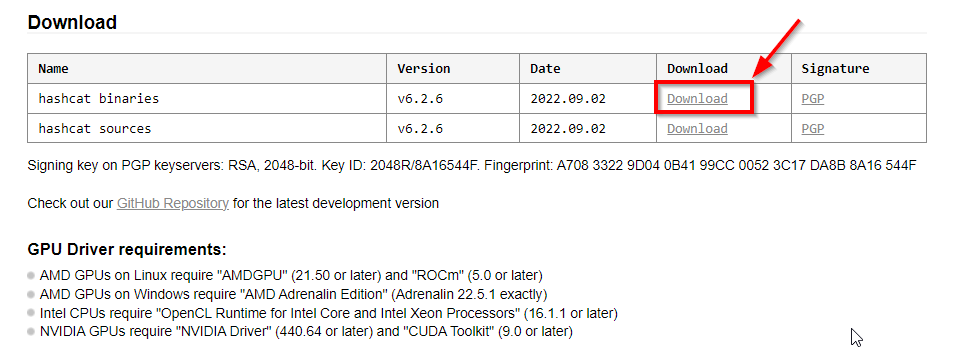 Download
Name Version Date Download Signature
hashcat binaries v6.2.6 2022.09.02 Download PGP
hashcat sources v6.2.6 2022.09.02 Download PGP
Signing key on PGP keyservers: RSA, 2048-bit. Key ID: 2048R/8A16544F. Fingerprint: A708 3322 9D04 0B41 99CC 0052 3C17 DA8B 8A16 544F
Check out our GitHub Repository for the latest development version
GPU Driver requirements:
AMD GPUs on Linux require "AMDGPU" (21.50 or later) and "ROCm" (5.0 or later)
AMD GPUs on Windows require "AMD Adrenalin Edition" (Adrenalin 22.5.1 exactly)
Intel CPUs require "OpenCL Runtime for Intel Core and Intel Xeon Processors" (16.1.1 or later)
NVIDIA GPUs require "NVIDIA Driver" (440.64 or later) and "CUDA Toolkit" (9.0 or later)